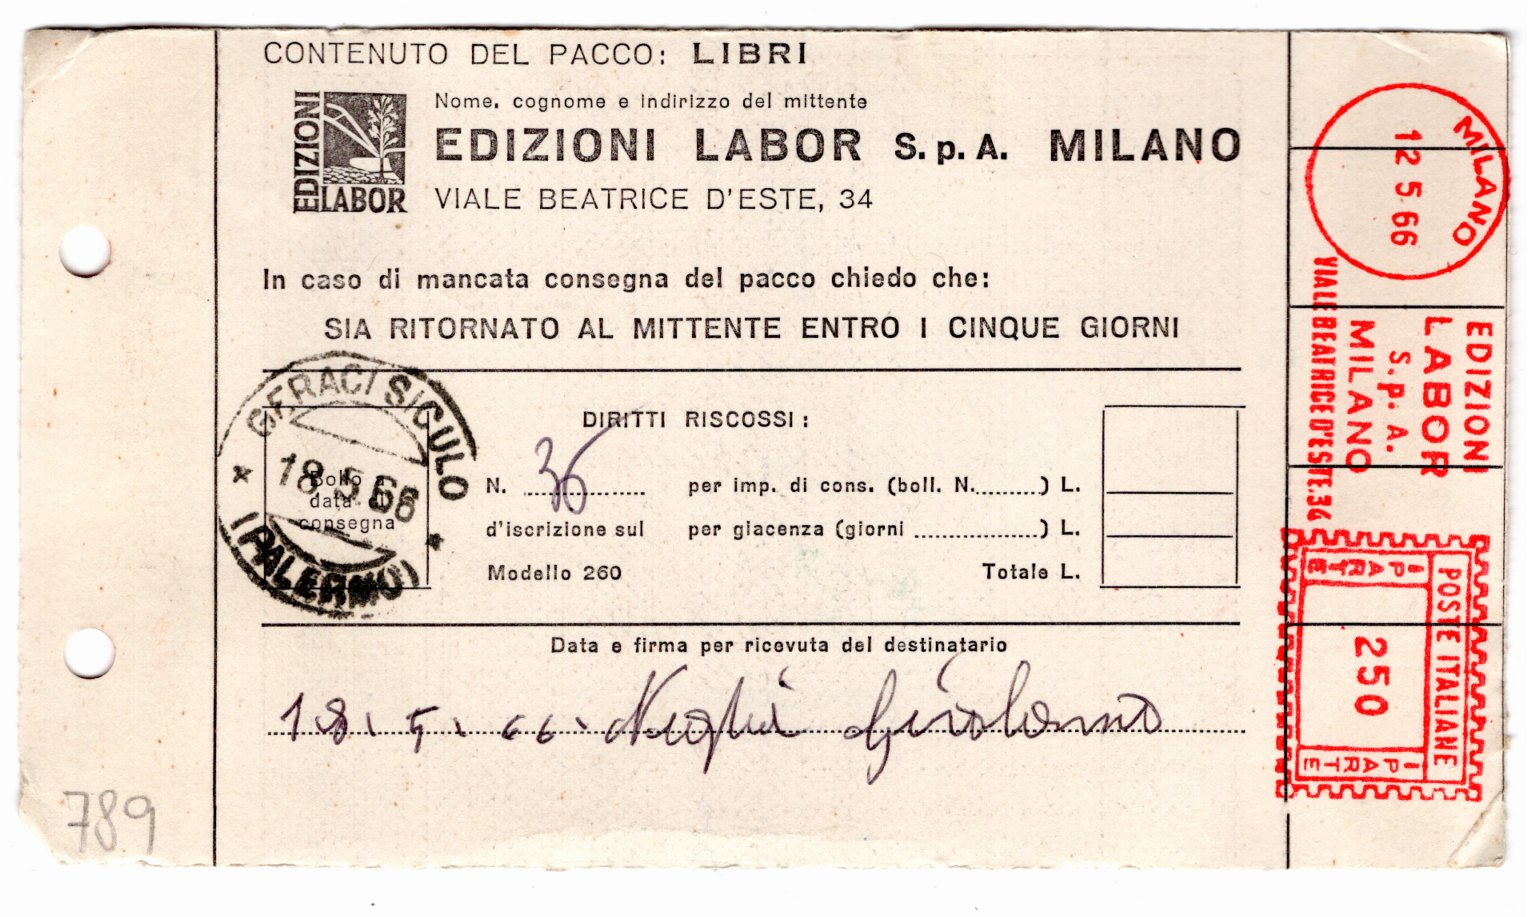 CONTENUTO DEL PACCO: LIBRI
EDIZIONI
LABOR
Nome, cognome e indirizzo del mittente
EDIZIONI LABOR S.p.A. MILANO
VIALE BEATRICE D'ESTE, 34
In caso di mancata consegna del pacco chiedo che:
SIA RITORNATO AL MITTENTE ENTRO I CINQUE GIORNI
GERACI SICULO
18.5.66
(PALERMO)
Bollo a
data di
consegna
DIRITTI RISCOSSI:
N. 36 per imp. di cons. (boll. N.........) L.
d'iscrizione sul per giacenza (giorni ..................) L.
Modello 260 Totale L.
Data e firma per ricevuta del destinatario
18. 5. 66. Girolamo
789
MILANO
12 5 66
EDIZIONI
LABOR
S.p.A.
MILANO
VIALE BEATRICE D'ESTE.34
I PARTE
POSTE ITALIANE
250
I PARTE